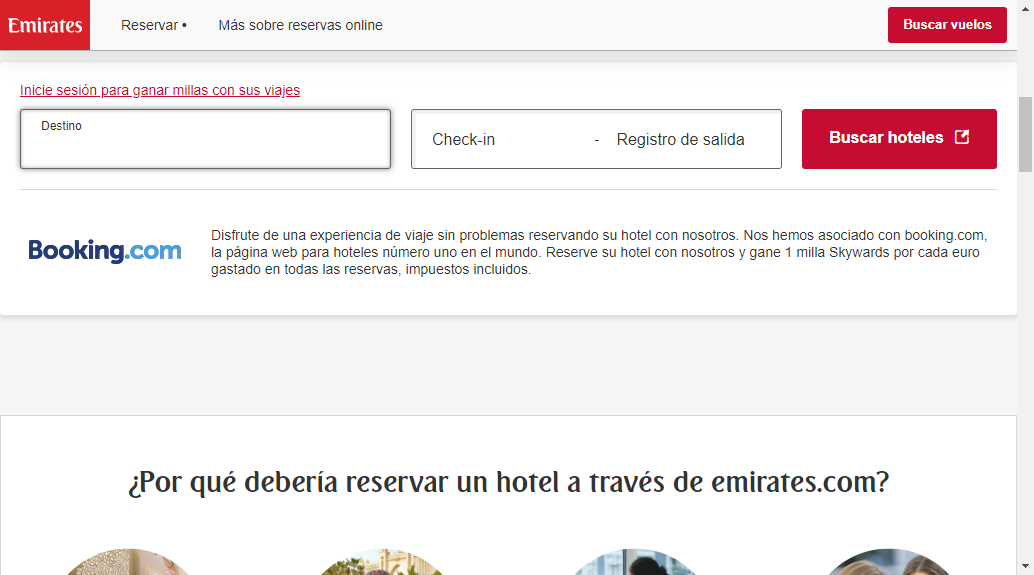 Emirates
Reservar •
Más sobre reservas online
Buscar vuelos
Inicie sesión para ganar millas con sus viajes
Destino
Check-in
-
Registro de salida
Buscar hoteles
Booking.com
Disfrute de una experiencia de viaje sin problemas reservando su hotel con nosotros. Nos hemos asociado con booking.com,
la página web para hoteles número uno en el mundo. Reserve su hotel con nosotros y gane 1 milla Skywards por cada euro
gastado en todas las reservas, impuestos incluidos.
¿Por qué debería reservar un hotel a través de emirates.com?